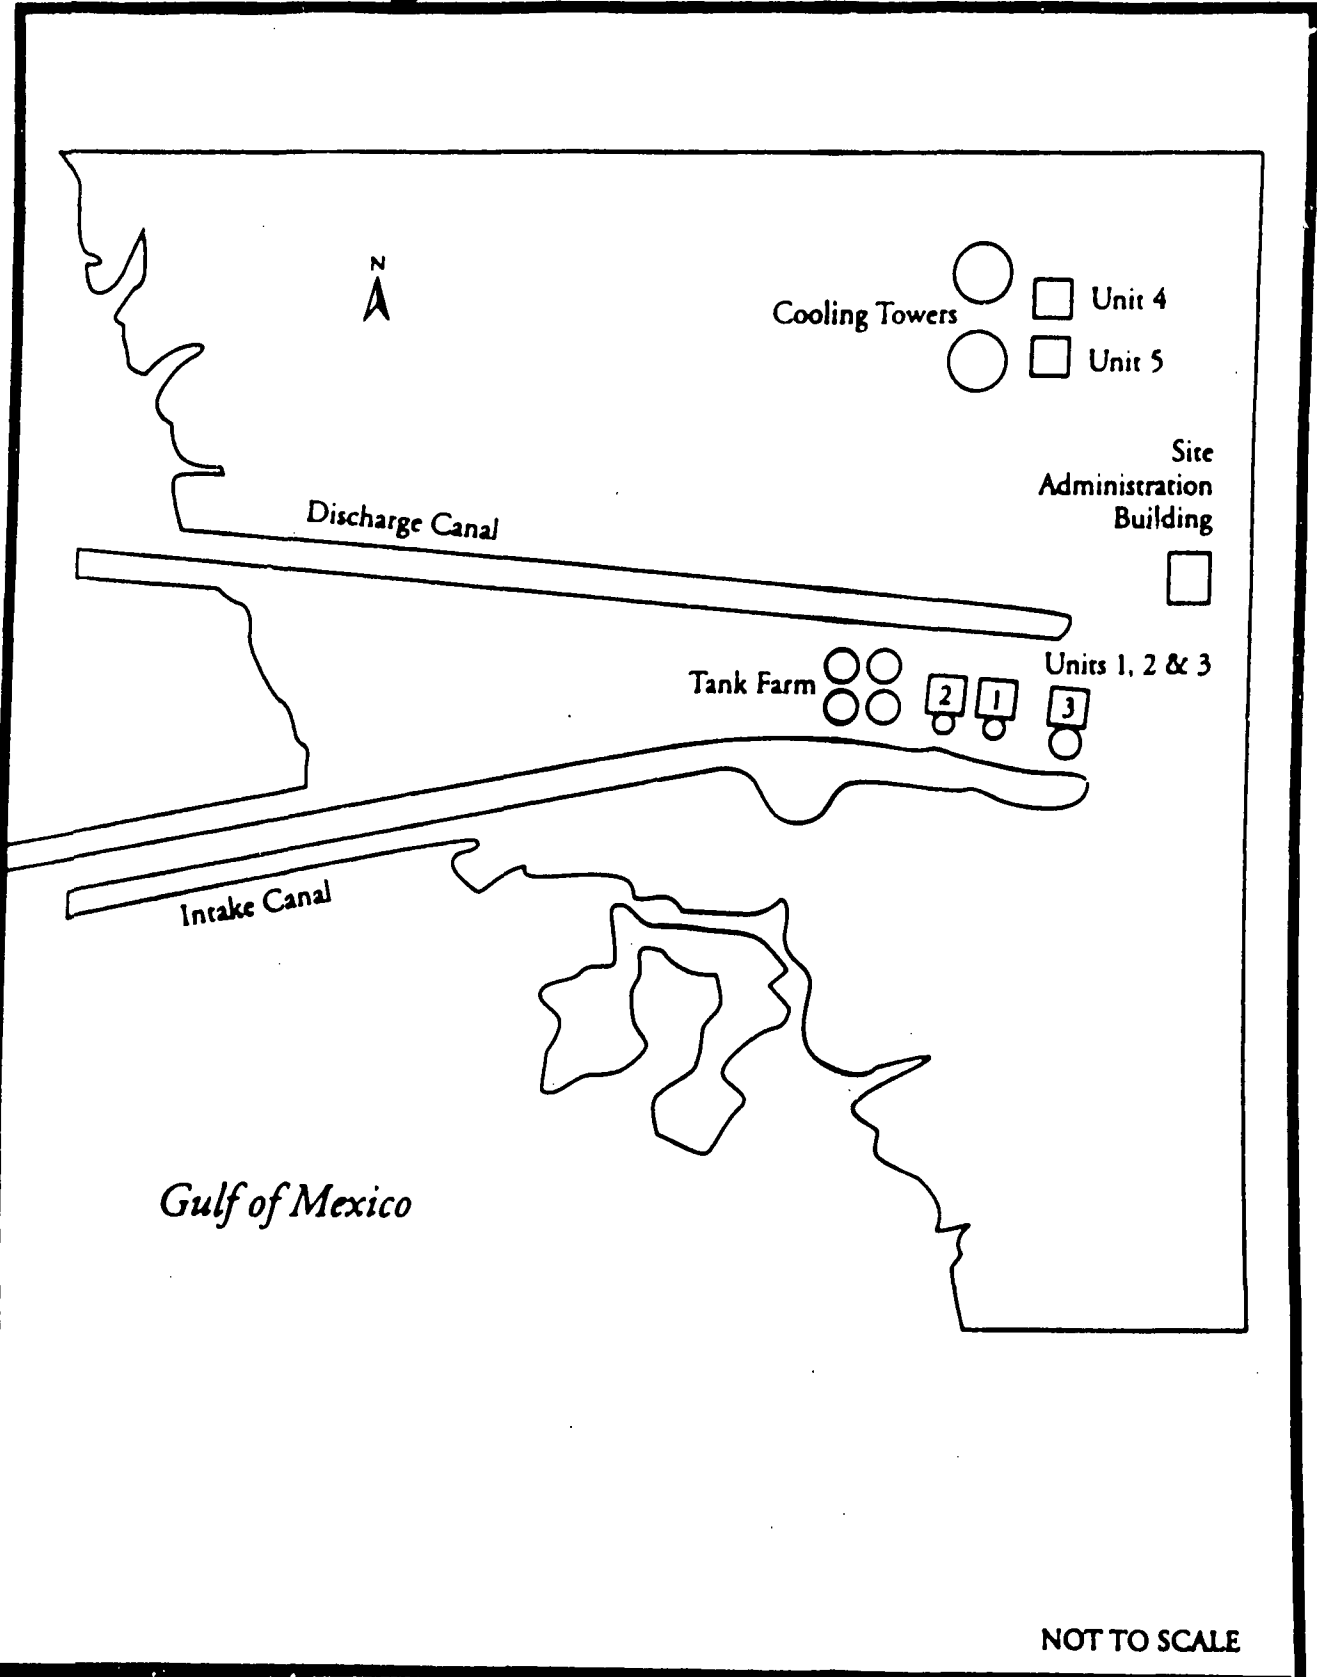 N
Cooling Towers
Unit 4
Unit 5
Site
Administration
Building
Discharge Canal
Units 1, 2 & 3
Tank Farm
2
1
3
Intake Canal
Gulf of Mexico
NOT TO SCALE